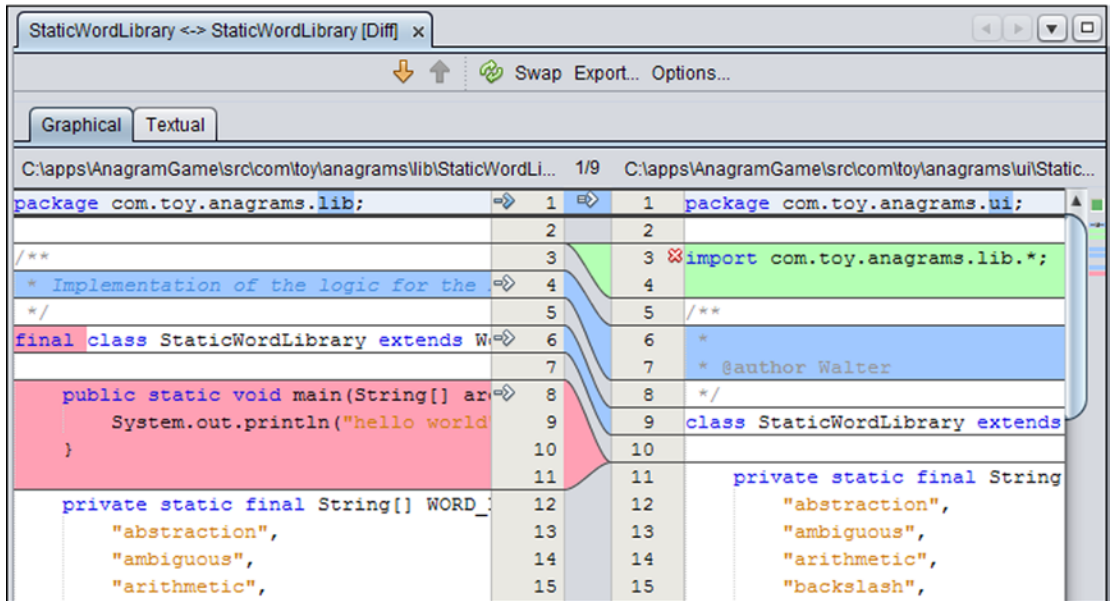 StaticWordLibrary <-> StaticWordLibrary [Diff] x
Swap Export... Options...
Graphical Textual
C:\apps\AnagramGame\src\com\toy\anagrams\lib\StaticWordLi... 1/9 C:\apps\AnagramGame\src\com\toy\anagrams\ui\Static...
package com.toy.anagrams.lib; 1 1 package com.toy.anagrams.ui;
2 2
/** 3 3 import com.toy.anagrams.lib.*;
* Implementation of the logic for the 4 4
*/ 5 5 /**
final class StaticWordLibrary extends 6 6 *
7 7 * @author Walter
public static void main(String[] 8 8 */
System.out.println("hello world" 9 9 class StaticWordLibrary extends
} 10 10
11 11 private static final String
private static final String[] WORD_ 12 12 "abstraction",
"abstraction", 13 13 "ambiguous",
"ambiguous", 14 14 "arithmetic",
"arithmetic", 15 15 "backslash",